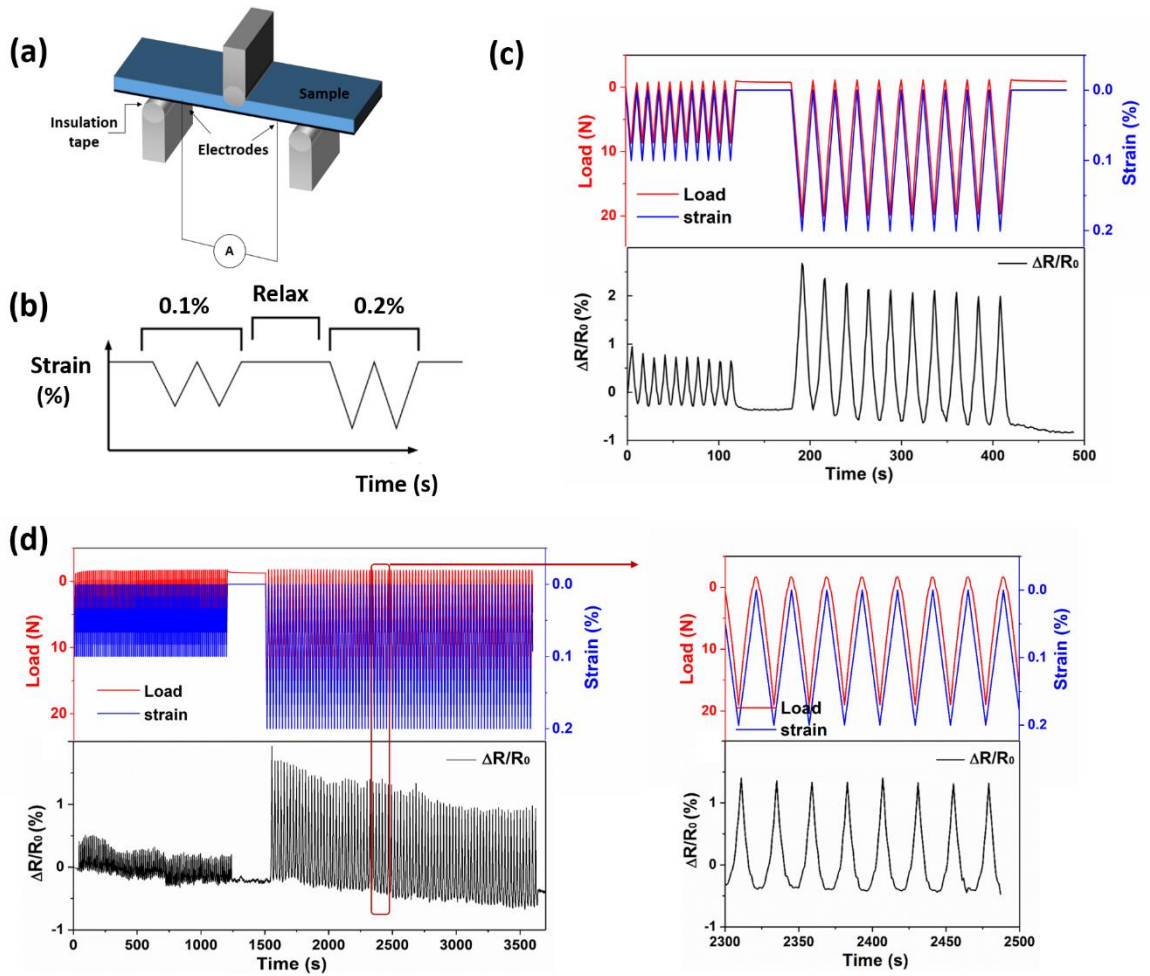 (a)
Sample
Insulation
tape
Electrodes
A
(b)
0.1%
Relax
0.2%
Strain
(%)
Time (s)
(c)
0
10
20
Load (N)
Load
strain
0.0
0.1
0.2
Strain (%)
2
1
0
-1
ΔR/R₀ (%)
ΔR/R₀
0 100 200 300 400 500
Time (s)
(d)
0
10
20
Load (N)
Load
strain
0.0
0.1
0.2
Strain (%)
1
0
-1
ΔR/R₀ (%)
ΔR/R₀
0 500 1000 1500 2000 2500 3000 3500
Time (s)
0
10
20
Load (N)
Load
strain
0.0
0.1
0.2
Strain (%)
1
0
-1
ΔR/R₀ (%)
ΔR/R₀
2300 2350 2400 2450 2500
Time (s)